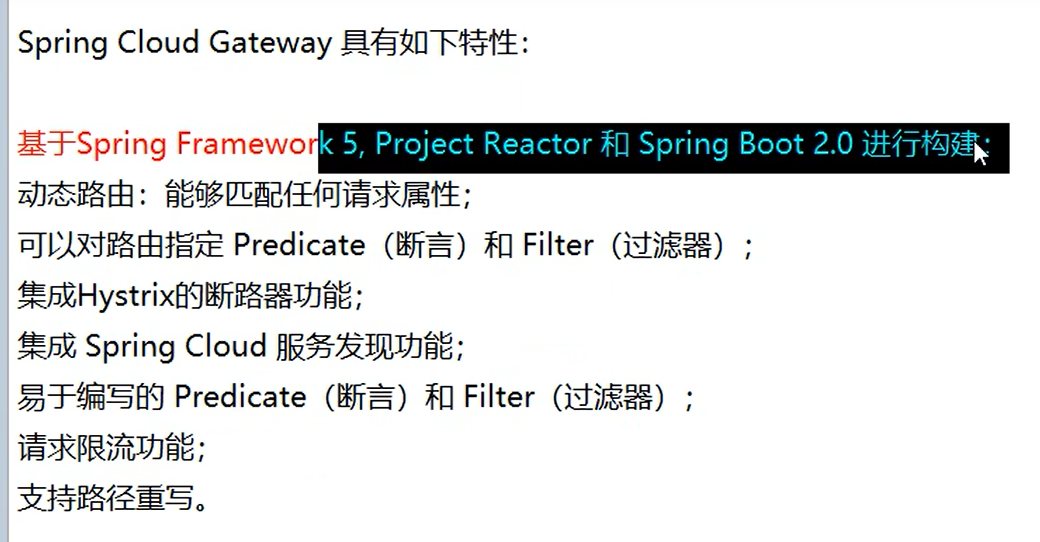 Spring Cloud Gateway 具有如下特性：
基于Spring Framework 5, Project Reactor 和 Spring Boot 2.0 进行构建；
动态路由：能够匹配任何请求属性；
可以对路由指定 Predicate（断言）和 Filter（过滤器）；
集成Hystrix的断路器功能；
集成 Spring Cloud 服务发现功能；
易于编写的 Predicate（断言）和 Filter（过滤器）；
请求限流功能；
支持路径重写。